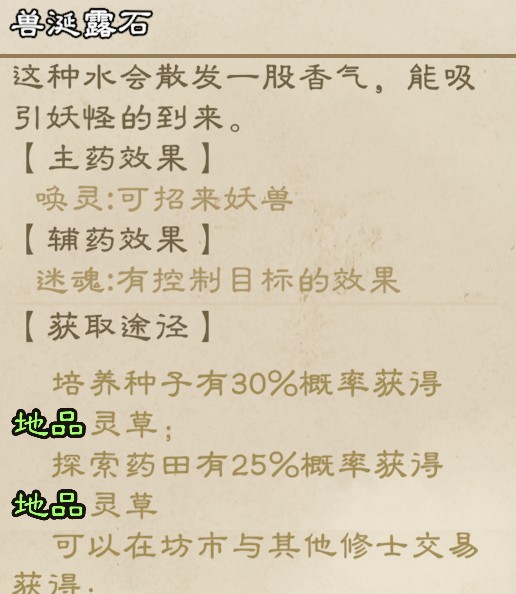 兽涎露石
这种水会散发一股香气，能吸
引妖怪的到来。
【主药效果】
唤灵:可招来妖兽
【辅药效果】
迷魂:有控制目标的效果
【获取途径】
培养种子有30%概率获得
地品灵草;
探索药田有25%概率获得
地品灵草
可以在坊市与其他修士交易
获得;